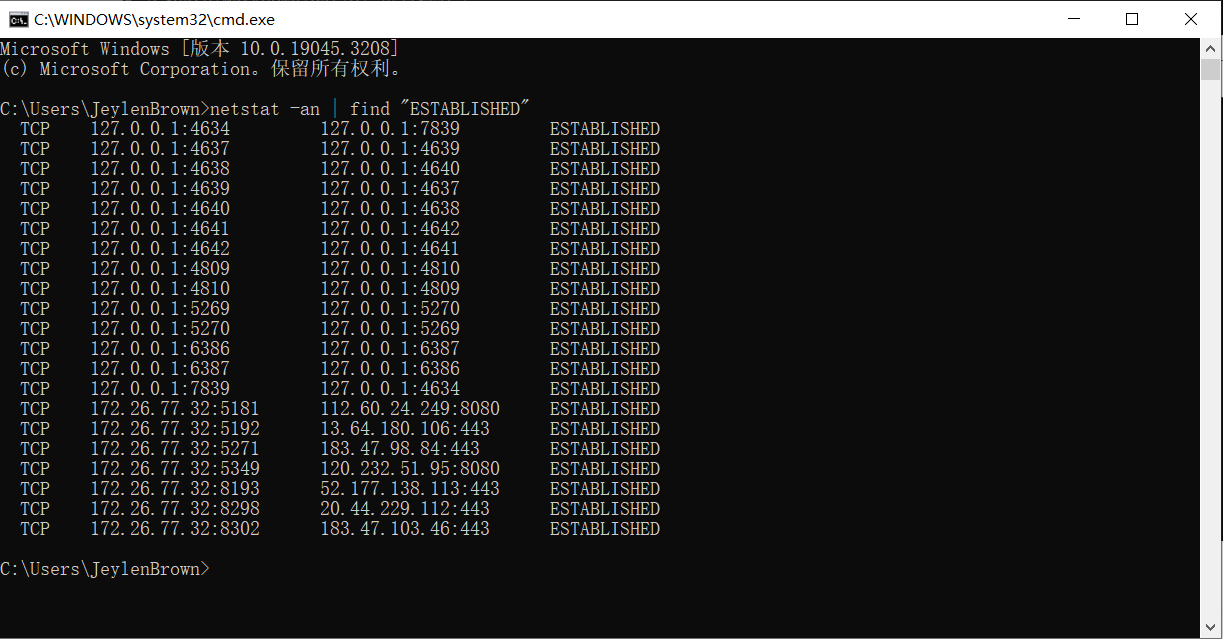 C:\WINDOWS\system32\cmd.exe
Microsoft Windows [版本 10.0.19045.3208]
(c) Microsoft Corporation。保留所有权利。
C:\Users\JeylenBrown>netstat -an | find "ESTABLISHED"
TCP 127.0.0.1:4634 127.0.0.1:7839 ESTABLISHED
TCP 127.0.0.1:4637 127.0.0.1:4639 ESTABLISHED
TCP 127.0.0.1:4638 127.0.0.1:4640 ESTABLISHED
TCP 127.0.0.1:4639 127.0.0.1:4637 ESTABLISHED
TCP 127.0.0.1:4640 127.0.0.1:4638 ESTABLISHED
TCP 127.0.0.1:4641 127.0.0.1:4642 ESTABLISHED
TCP 127.0.0.1:4642 127.0.0.1:4641 ESTABLISHED
TCP 127.0.0.1:4809 127.0.0.1:4810 ESTABLISHED
TCP 127.0.0.1:4810 127.0.0.1:4809 ESTABLISHED
TCP 127.0.0.1:5269 127.0.0.1:5270 ESTABLISHED
TCP 127.0.0.1:5270 127.0.0.1:5269 ESTABLISHED
TCP 127.0.0.1:6386 127.0.0.1:6387 ESTABLISHED
TCP 127.0.0.1:6387 127.0.0.1:6386 ESTABLISHED
TCP 127.0.0.1:7839 127.0.0.1:4634 ESTABLISHED
TCP 172.26.77.32:5181 112.60.24.249:8080 ESTABLISHED
TCP 172.26.77.32:5192 13.64.180.106:443 ESTABLISHED
TCP 172.26.77.32:5271 183.47.98.84:443 ESTABLISHED
TCP 172.26.77.32:5349 120.232.51.95:8080 ESTABLISHED
TCP 172.26.77.32:8193 52.177.138.113:443 ESTABLISHED
TCP 172.26.77.32:8298 20.44.229.112:443 ESTABLISHED
TCP 172.26.77.32:8302 183.47.103.46:443 ESTABLISHED
C:\Users\JeylenBrown>